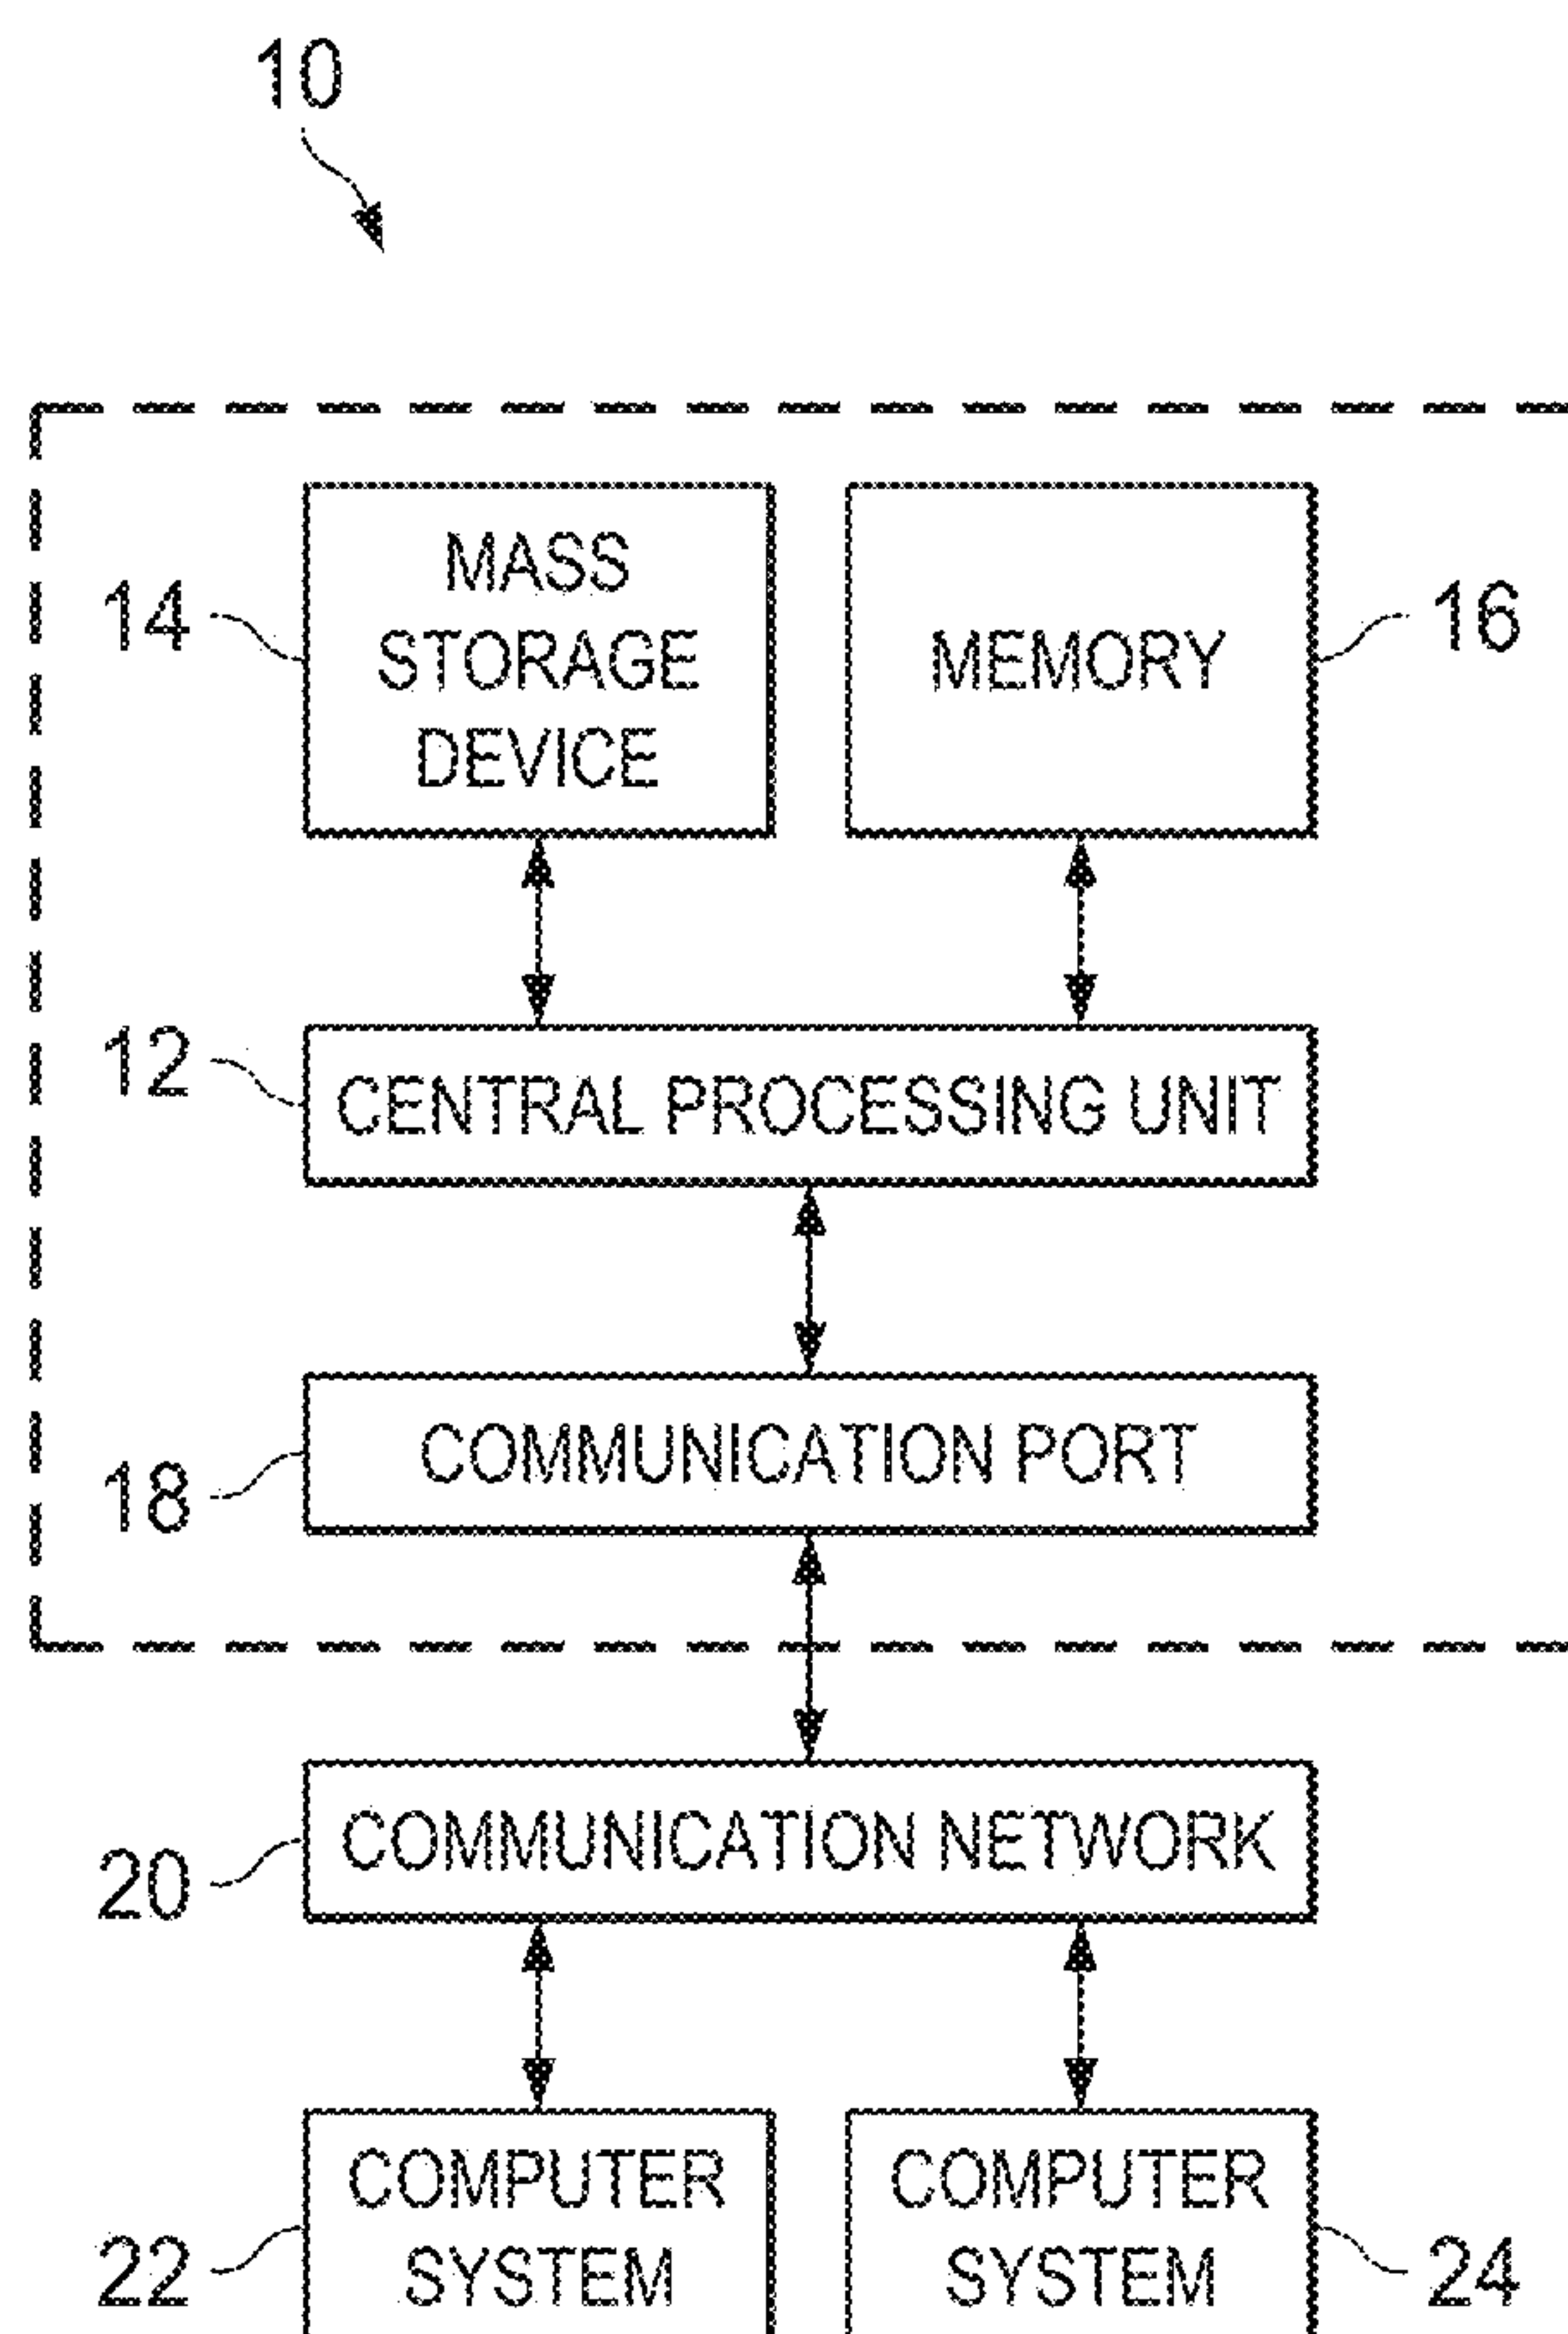 10
MASS
STORAGE
DEVICE
14
MEMORY
16
12
CENTRAL PROCESSING UNIT
18
COMMUNICATION PORT
20
COMMUNICATION NETWORK
22
COMPUTER
SYSTEM
COMPUTER
SYSTEM
24